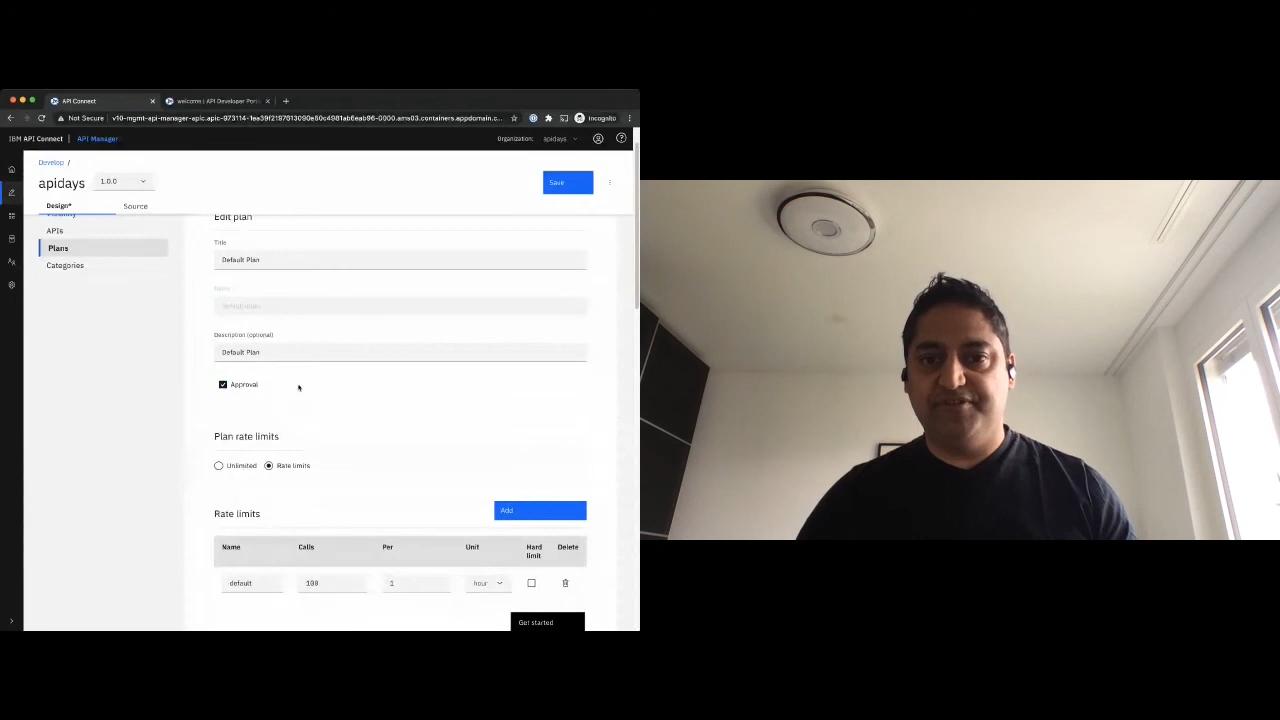 API Connect
welcome | API Developer Port
Not Secure
Incognito
IBM API Connect | API Manager
Organization: apidays
Develop /
apidays
1.0.0
Save
Design*
Source
Visibility
APIs
Plans
Categories
Edit plan
Title
Default Plan
Name
Description (optional)
Default Plan
Approval
Plan rate limits
Unlimited
Rate limits
Rate limits
Add
Name Calls Per Unit Hard limit Delete
default 100 1 hour
Get started